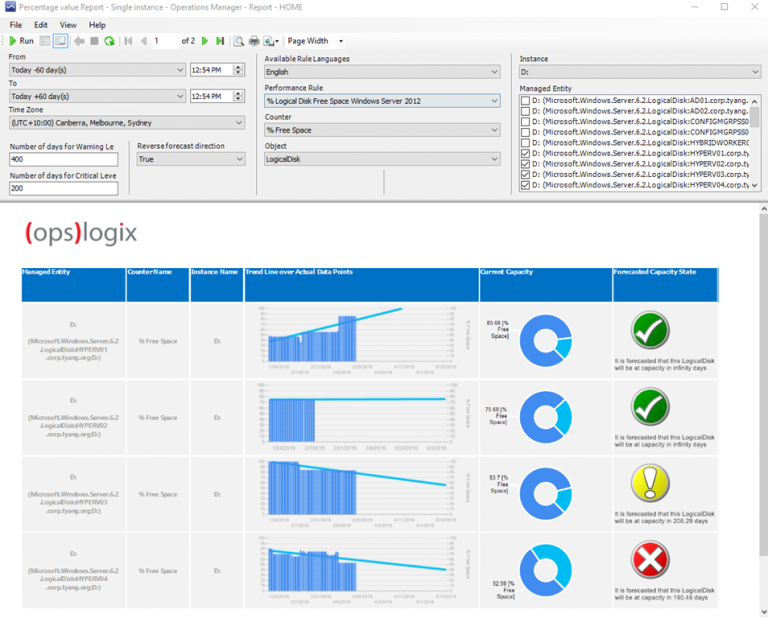 Percentage value Report - Single instance - Operations Manager - Report - HOME
File Edit View Help
Run 1 of 2 Page Width
From
Today -60 day(s) 12:54 PM
To
Today +60 day(s) 12:54 PM
Time Zone
(UTC+10:00) Canberra, Melbourne, Sydney
Number of days for Warning Le
400
Reverse forecast direction
True
Number of days for Critical Leve
200
Available Rule Languages
English
Performance Rule
% Logical Disk Free Space Windows Server 2012
Counter
% Free Space
Object
LogicalDisk
Instance
D:
Managed Entity
D: (Microsoft.Windows.Server.6.2.LogicalDisk:AD01.corp.tyang.
D: (Microsoft.Windows.Server.6.2.LogicalDisk:AD02.corp.tyang.
D: (Microsoft.Windows.Server.6.2.LogicalDisk:CONFIGMGRPSS0
D: (Microsoft.Windows.Server.6.2.LogicalDisk:CONFIGMGRPSS0
D: (Microsoft.Windows.Server.6.2.LogicalDisk:HYBRIDWORKERC
D: (Microsoft.Windows.Server.6.2.LogicalDisk:HYPERV01.corp.ty
D: (Microsoft.Windows.Server.6.2.LogicalDisk:HYPERV02.corp.ty
D: (Microsoft.Windows.Server.6.2.LogicalDisk:HYPERV03.corp.ty
D: (Microsoft.Windows.Server.6.2.LogicalDisk:HYPERV04.corp.ty
(ops)logix
Managed Entity Counter Name Instance Name Trend Line over Actual Data Points Current Capacity Forecasted Capacity State
D:
(Microsoft.Windows.Server.6.2
.LogicalDisk:HYPERV01
.corp.tyang.org;D:)
% Free Space
D:
% Free Space
85.68 [%
Free
Space]
It is forecasted that this LogicalDisk
will be at capacity in infinity days
D:
(Microsoft.Windows.Server.6.2
.LogicalDisk:HYPERV02
.corp.tyang.org;D:)
% Free Space
D:
% Free Space
75.69 [%
Free
Space]
It is forecasted that this LogicalDisk
will be at capacity in infinity days
D:
(Microsoft.Windows.Server.6.2
.LogicalDisk:HYPERV03
.corp.tyang.org;D:)
% Free Space
D:
% Free Space
83.7 [%
Free
Space]
It is forecasted that this LogicalDisk
will be at capacity in 206.29 days
D:
(Microsoft.Windows.Server.6.2
.LogicalDisk:HYPERV04
.corp.tyang.org;D:)
% Free Space
D:
% Free Space
52.98 [%
Free
Space]
It is forecasted that this LogicalDisk
will be at capacity in 190.46 days